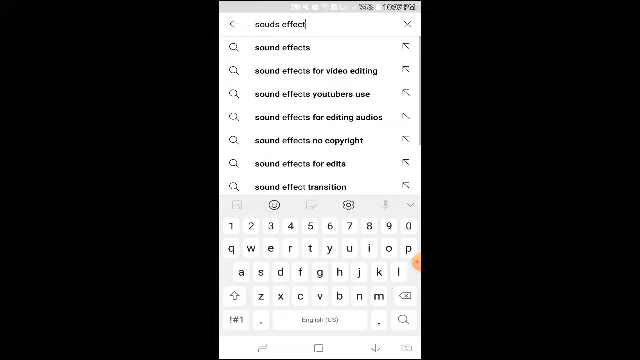 souds effect
sound effects
sound effects for video editing
sound effects youtubers use
sound effects for editing audios
sound effects no copyright
sound effects for edits
sound effect transition
1 2 3 4 5 6 7 8 9 0
q w e r t y u i o p
a s d f g h j k l
z x c v b n m
!#1 , English (US) .